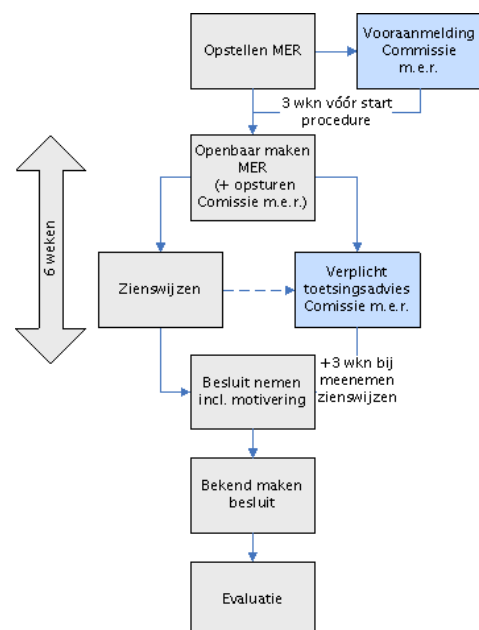 Opstellen MER
Vooraanmelding
Commissie
m.e.r.
3 wkn vóór start
procedure
Openbaar maken
MER
(+ opsturen
Comissie m.e.r.)
6 weken
Zienswijzen
Verplicht
toetsingsadvies
Comissie m.e.r.
+3 wkn bij
meenemen
zienswijzen
Besluit nemen
incl. motivering
Bekend maken
besluit
Evaluatie